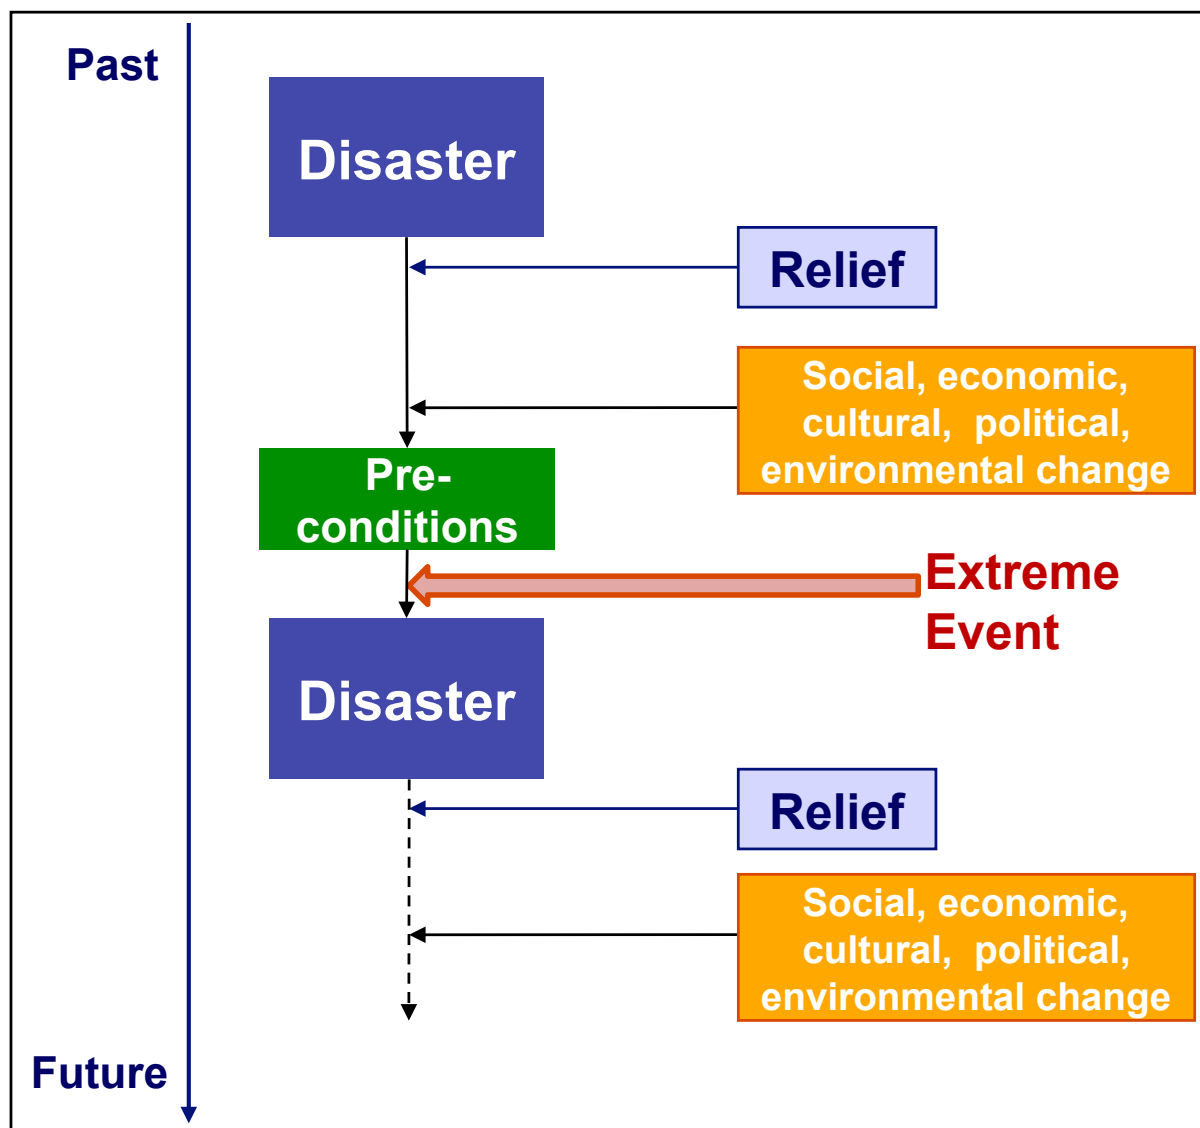 Past
Disaster
Relief
Social, economic,
cultural,  political,
environmental change
Pre-
conditions
Extreme
Event
Disaster
Relief
Social, economic,
cultural,  political,
environmental change
Future